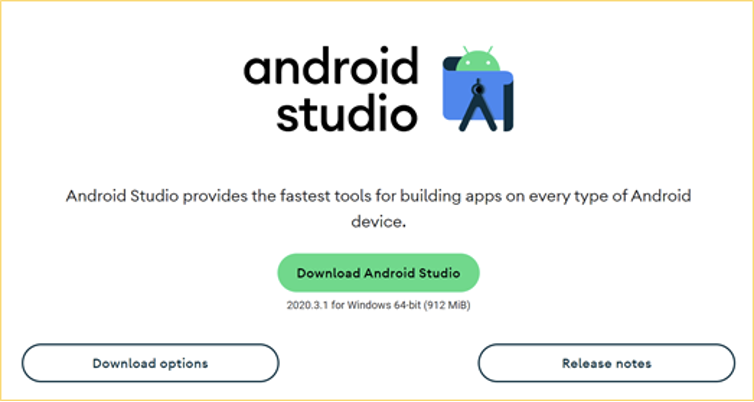 android
studio
Android Studio provides the fastest tools for building apps on every type of Android
device.
Download Android Studio
2020.3.1 for Windows 64-bit (912 MiB)
Download options
Release notes